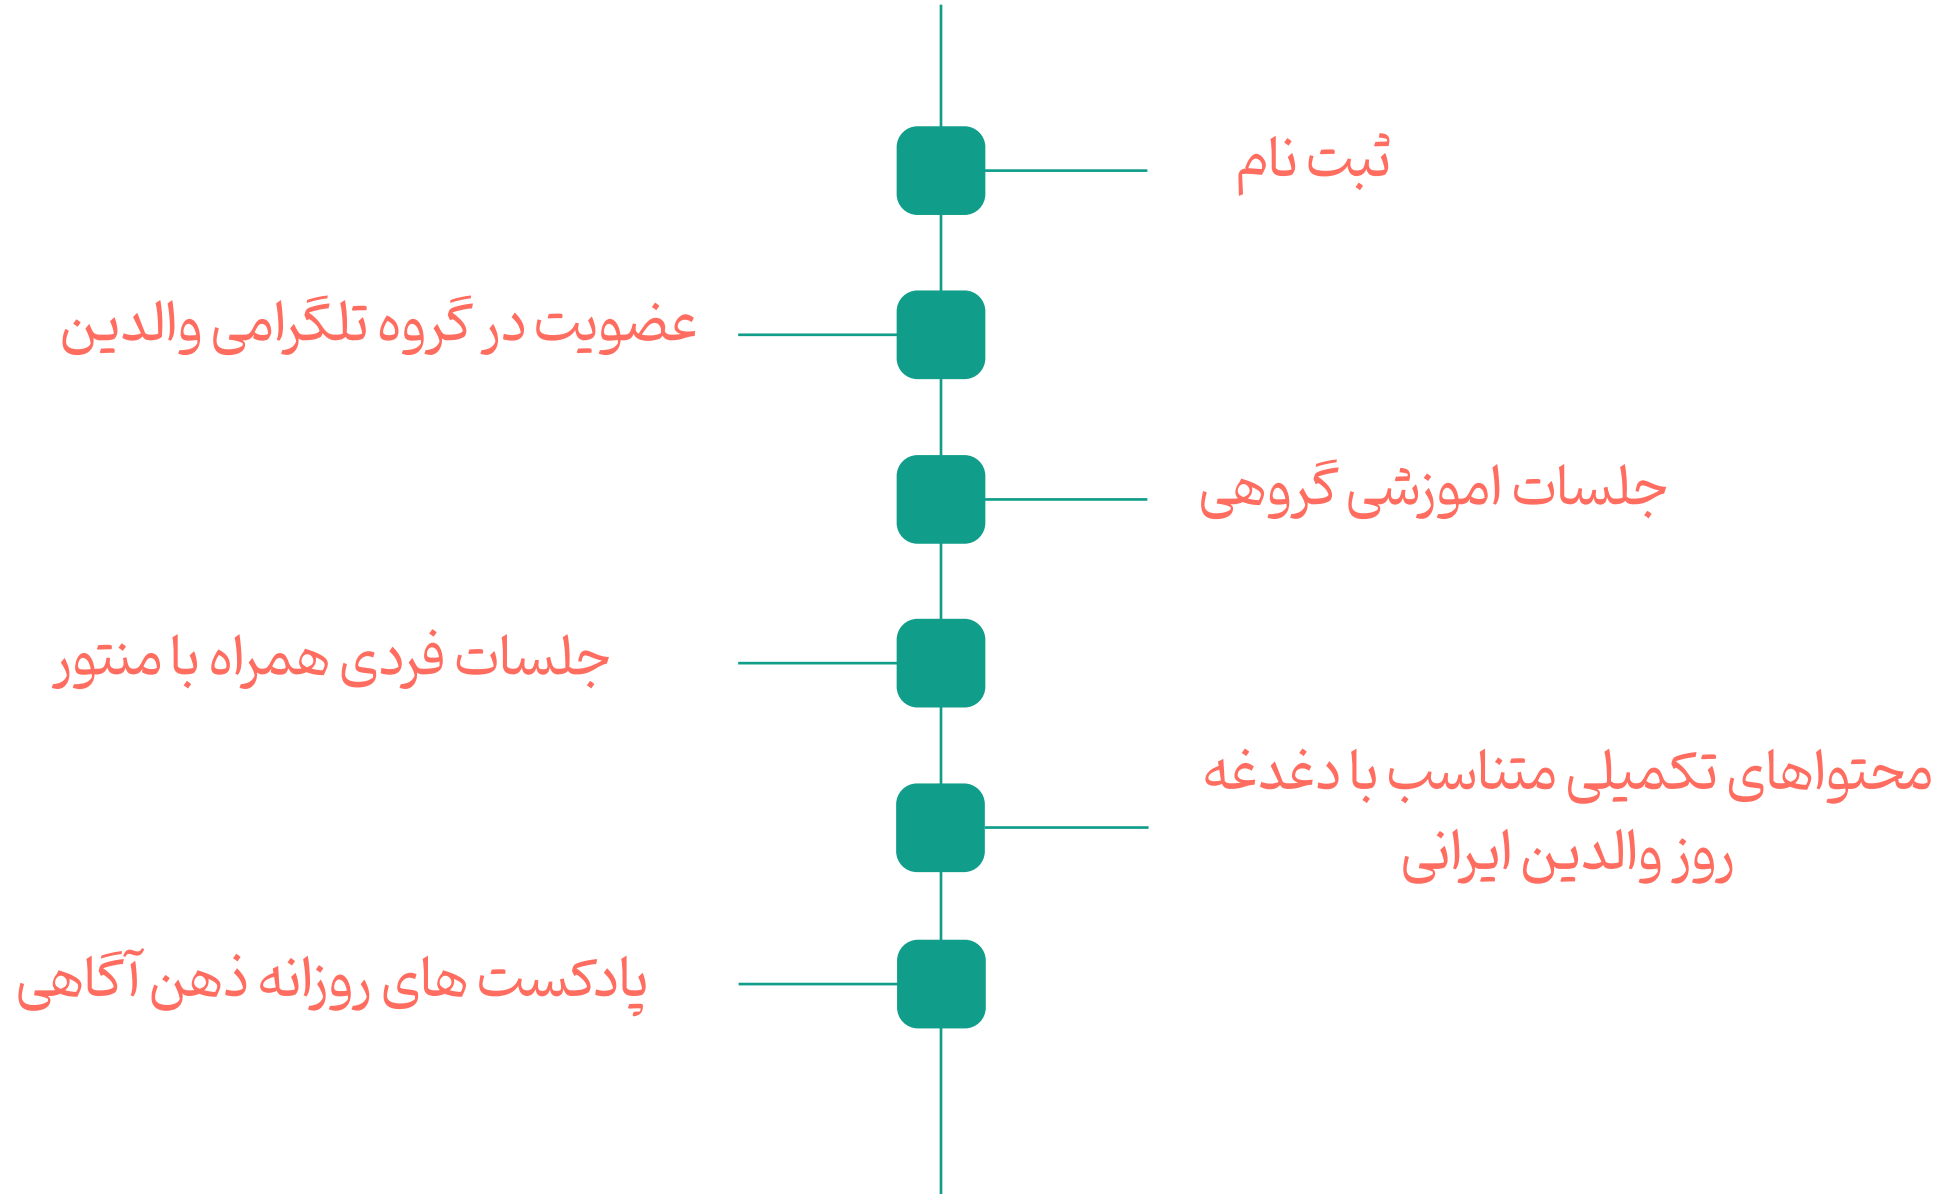 ثبت نام
عضویت در گروه تلگرامی والدین
جلسات اموزشی گروهی
جلسات فردی همراه با منتور
محتواهای تکمیلی متناسب با دغدغه
روز والدین ایرانی
پادکست های روزانه ذهن آگاهی